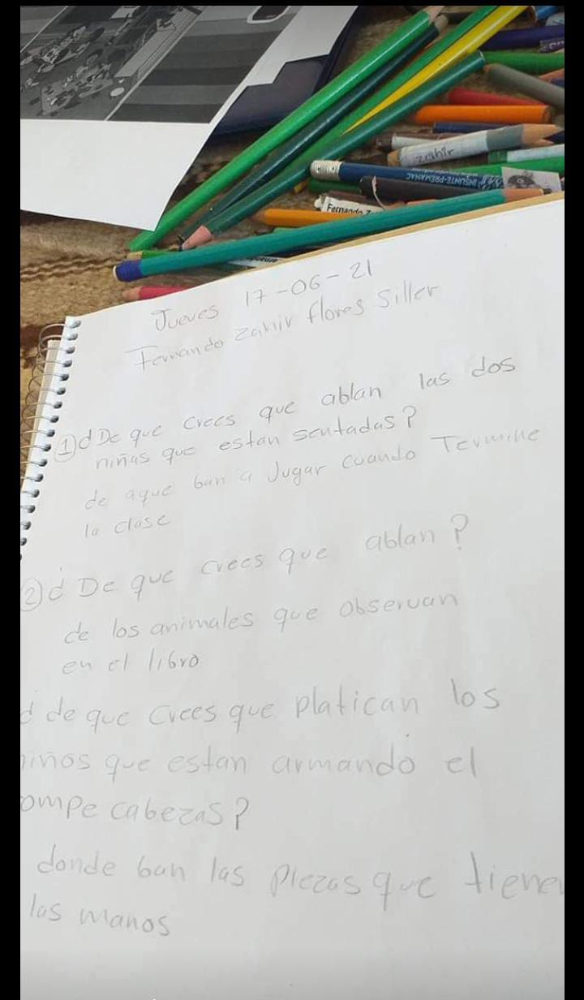 zahir
INSUNTE-PREMANAC
Fernando Z
Jueves 17-06-21
Fernando Zahir flores Siller
① ¿De que crees que ablan las dos
niñas que estan sentadas?
de aque ban a Jugar cuando Termine
la clase
② ¿De que crees que ablan?
de los animales que observan
en el libro
¿ de que crees que platican los
iños que estan armando el
ompe cabezas?
donde ban las piezas que tiene
las manos